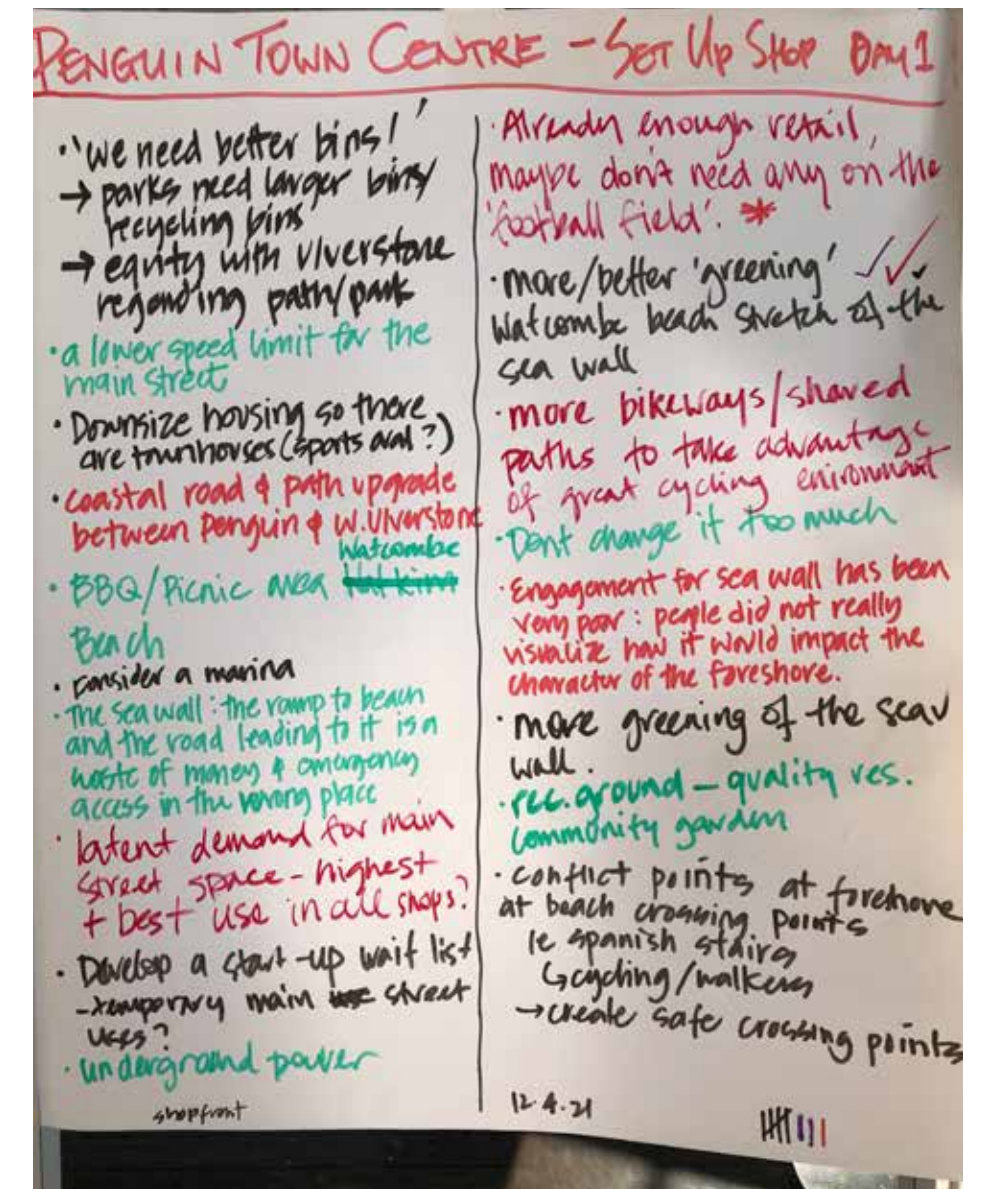 PENGUIN TOWN CENTRE - SET UP SHOP DAY 1
• "we need better bins!"
→ parks need larger bins/
recycling bins
→ equity with Ulverstone
regarding path/park
• a lower speed limit for the
main street
• Downsize housing so there
are townhouses (sports oval?)
• coastal road & path upgrade
between Penguin & W.Ulverstone
Watcombe
• BBQ/Picnic area
Beach
• consider a marina
• The sea wall: the ramp to beach
and the road leading to it is a
waste of money & emergency
access in the wrong place
• latent demand for main
street space - highest
+ best use in all shops?
• Develop a start-up wait list
- temporary main street
uses?
• underground power
shopfront
• Already enough retail,
maybe don't need any on the
'football field'. *
• more/better 'greening' ✓✓✓
Watcombe beach stretch of the
sea wall
• more bikeways/shared
paths to take advantage
of great cycling enironment
• Dont change it too much
• Engagement for sea wall has been
very poor: people did not really
visualize how it would impact the
character of the foreshore.
• more greening of the sea
wall.
• rec. ground - quality res.
community garden
• conflict points at foreshore
at beach crossing points
ie spanish stairs
↳ cycling/walkers
→ create safe crossing points
12.4.21